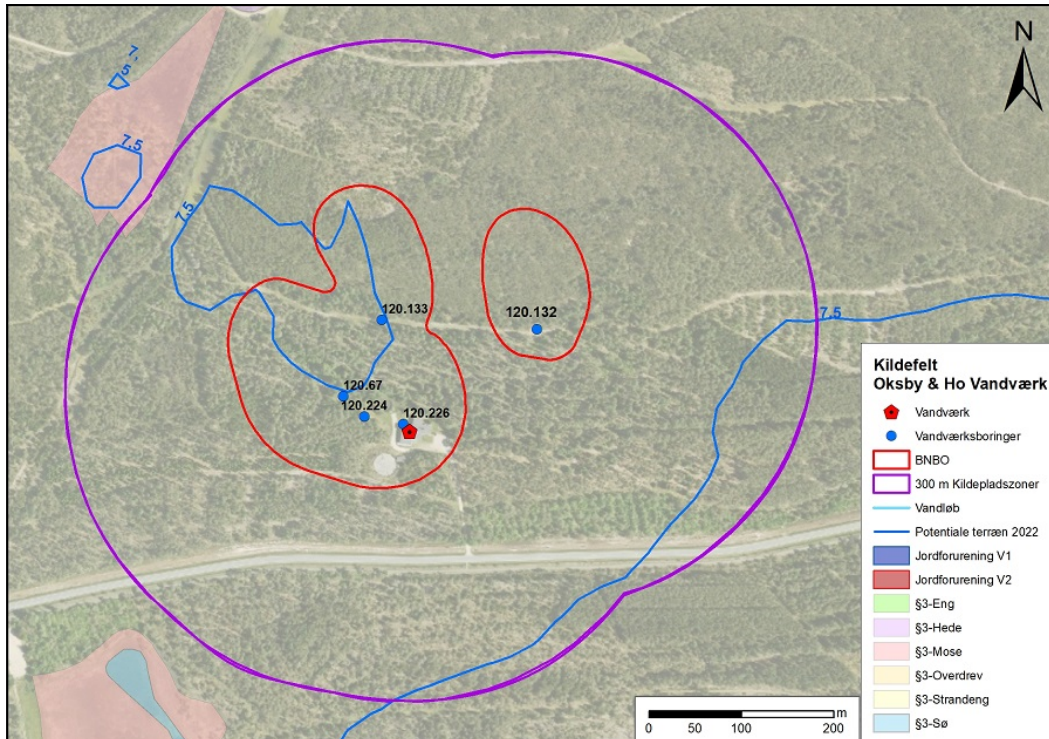 7.5
7.5
7.5
N
120.133
120.132
7.5
120.67
120.224
120.226
Kildefelt
Oksby & Ho Vandværk
Vandværk
Vandværksboringer
BNBO
300 m Kildepladszoner
Vandløb
Potentiale terræn 2022
Jordforurening V1
Jordforurening V2
§3-Eng
§3-Hede
§3-Mose
§3-Overdrev
§3-Strandeng
§3-Sø
m
0 50 100 200